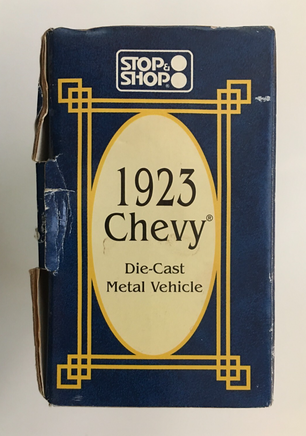 STOP&
SHOP®
1923
Chevy®
Die-Cast
Metal Vehicle